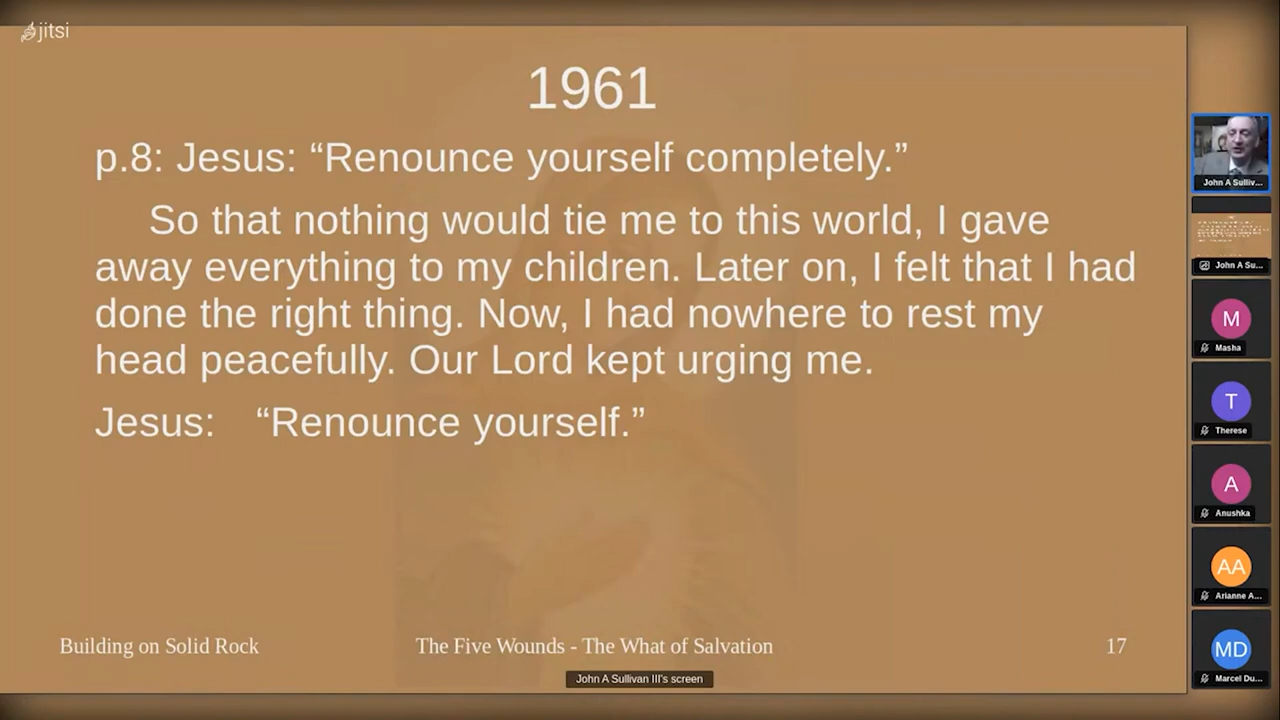 jitsi
1961
p.8: Jesus: “Renounce yourself completely.”
So that nothing would tie me to this world, I gave
away everything to my children. Later on, I felt that I had
done the right thing. Now, I had nowhere to rest my
head peacefully. Our Lord kept urging me.
Jesus: “Renounce yourself.”
Building on Solid Rock
The Five Wounds - The What of Salvation
17
John A Sullivan III's screen
John A Sulliv...
John A Su...
M
Masha
T
Therese
A
Anushka
AA
Arianne A...
MD
Marcel Du...